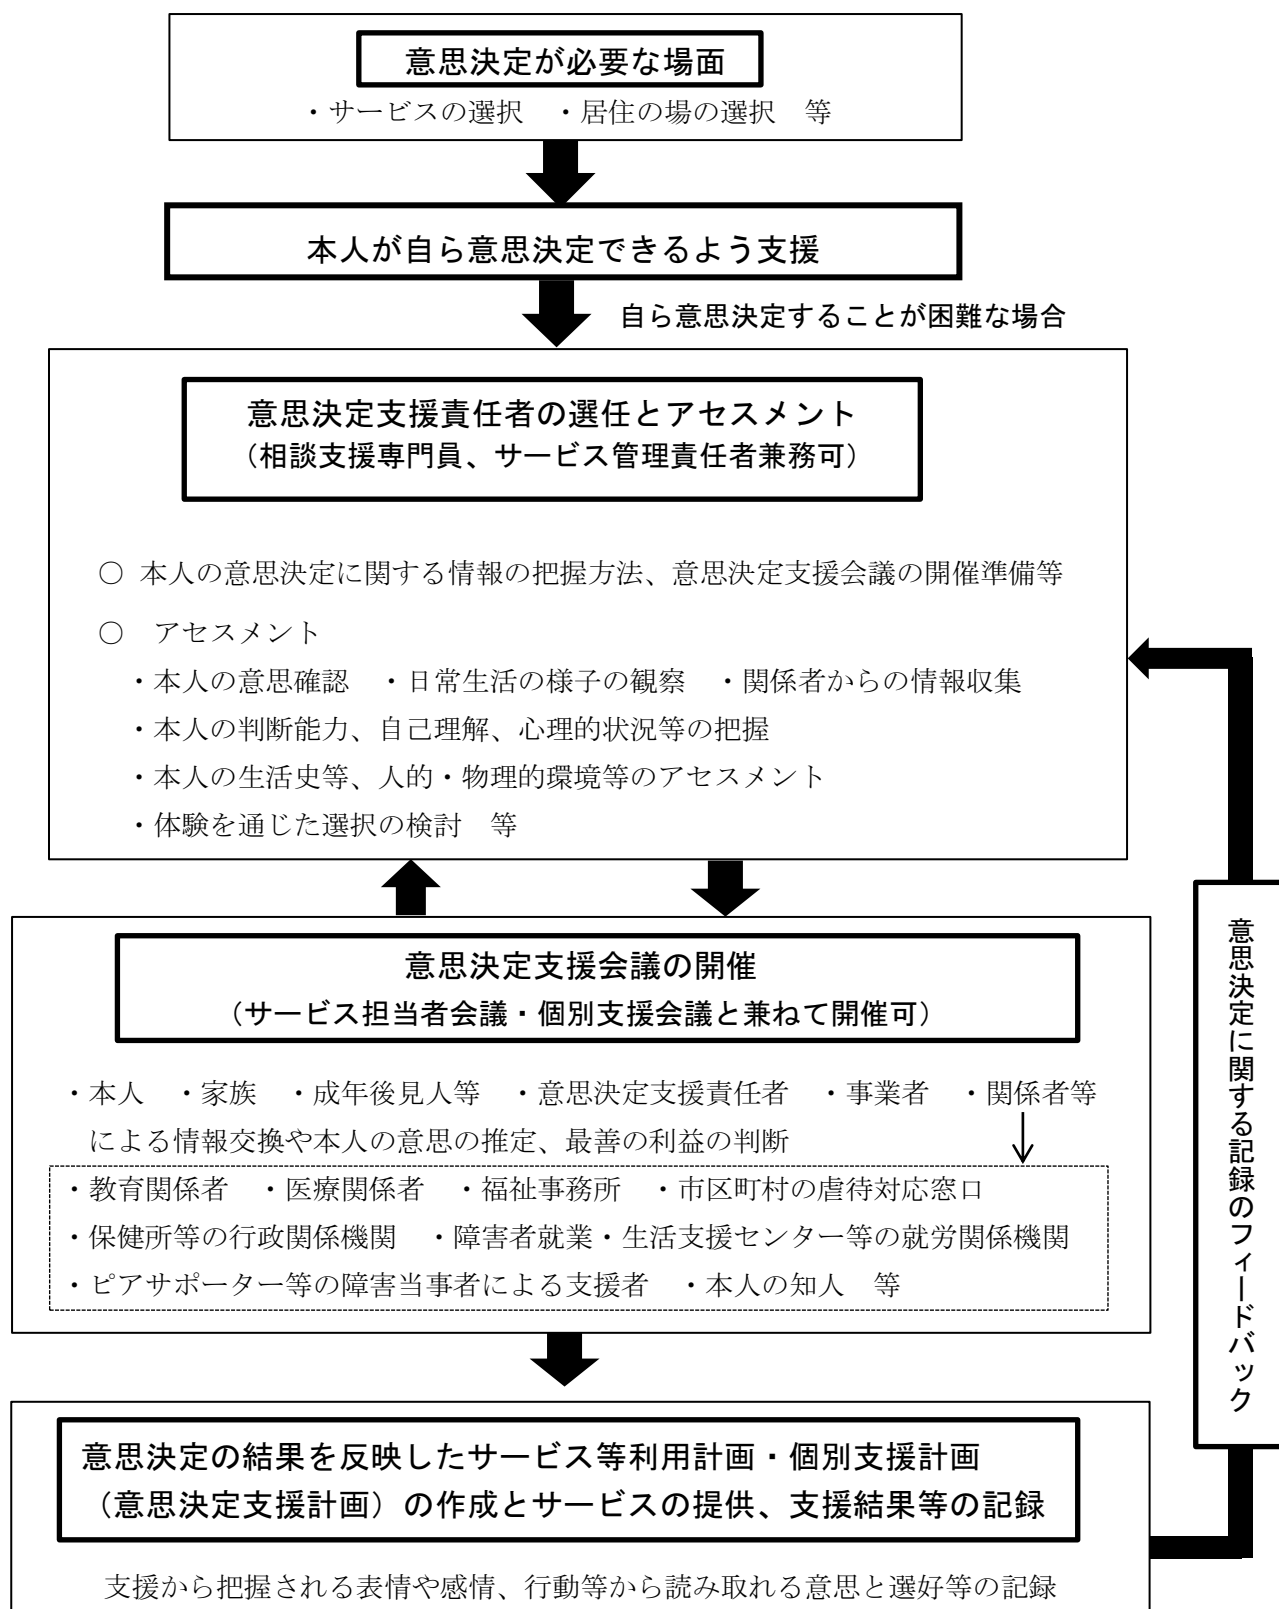 意思決定が必要な場面
・サービスの選択　・居住の場の選択　等
本人が自ら意思決定できるよう支援
自ら意思決定することが困難な場合
意思決定支援責任者の選任とアセスメント
（相談支援専門員、サービス管理責任者兼務可）
○ 本人の意思決定に関する情報の把握方法、意思決定支援会議の開催準備等
○　アセスメント
・本人の意思確認　・日常生活の様子の観察　・関係者からの情報収集
・本人の判断能力、自己理解、心理的状況等の把握
・本人の生活史等、人的・物理的環境等のアセスメント
・体験を通じた選択の検討　等
意思決定支援会議の開催
（サービス担当者会議・個別支援会議と兼ねて開催可）
・本人　・家族　・成年後見人等　・意思決定支援責任者　・事業者　・関係者等
による情報交換や本人の意思の推定、最善の利益の判断
・教育関係者　・医療関係者　・福祉事務所　・市区町村の虐待対応窓口
・保健所等の行政関係機関　・障害者就業・生活支援センター等の就労関係機関
・ピアサポーター等の障害当事者による支援者　・本人の知人　等
意思決定の結果を反映したサービス等利用計画・個別支援計画
（意思決定支援計画）の作成とサービスの提供、支援結果等の記録
支援から把握される表情や感情、行動等から読み取れる意思と選好等の記録
意思決定に関する記録のフィードバック